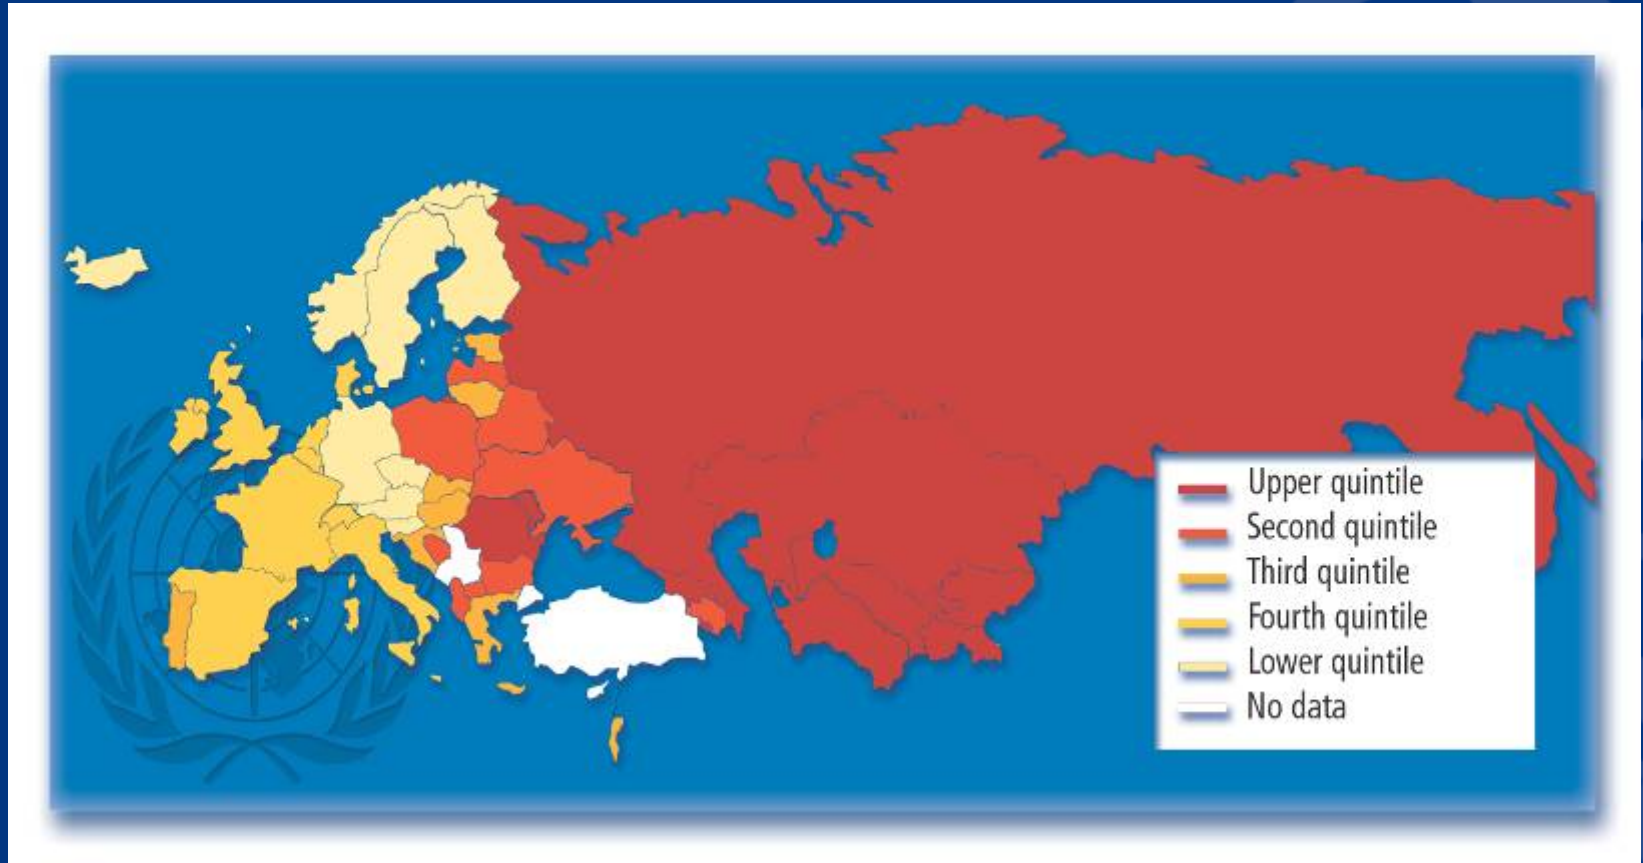 Upper quintile
Second quintile
Third quintile
Fourth quintile
Lower quintile
No data